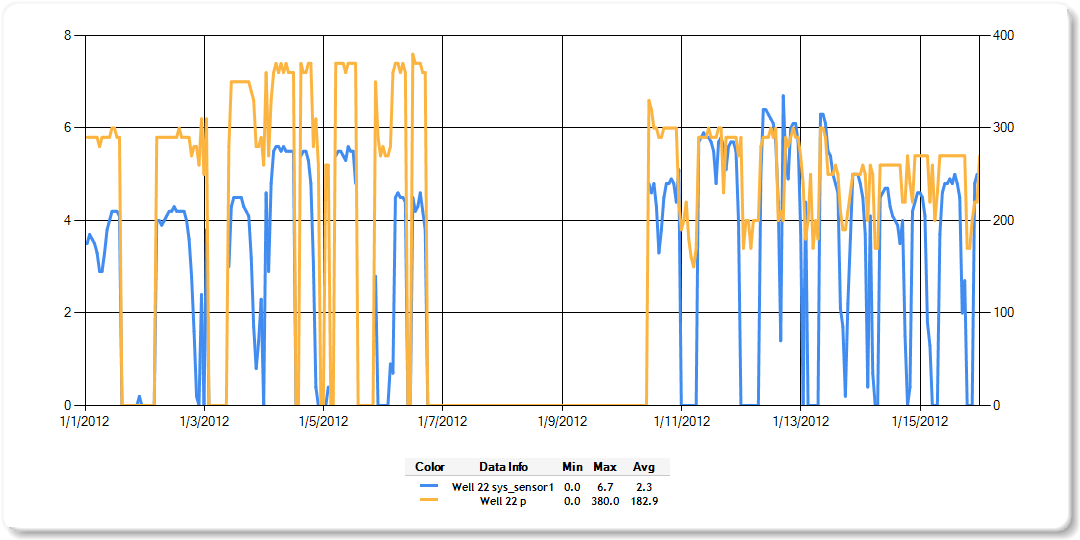 8 400
6 300
4 200
2 100
0 0
1/1/2012 1/3/2012 1/5/2012 1/7/2012 1/9/2012 1/11/2012 1/13/2012 1/15/2012
Color Data Info Min Max Avg
Well 22 sys_sensor1 0.0 6.7 2.3
Well 22 p 0.0 380.0 182.9